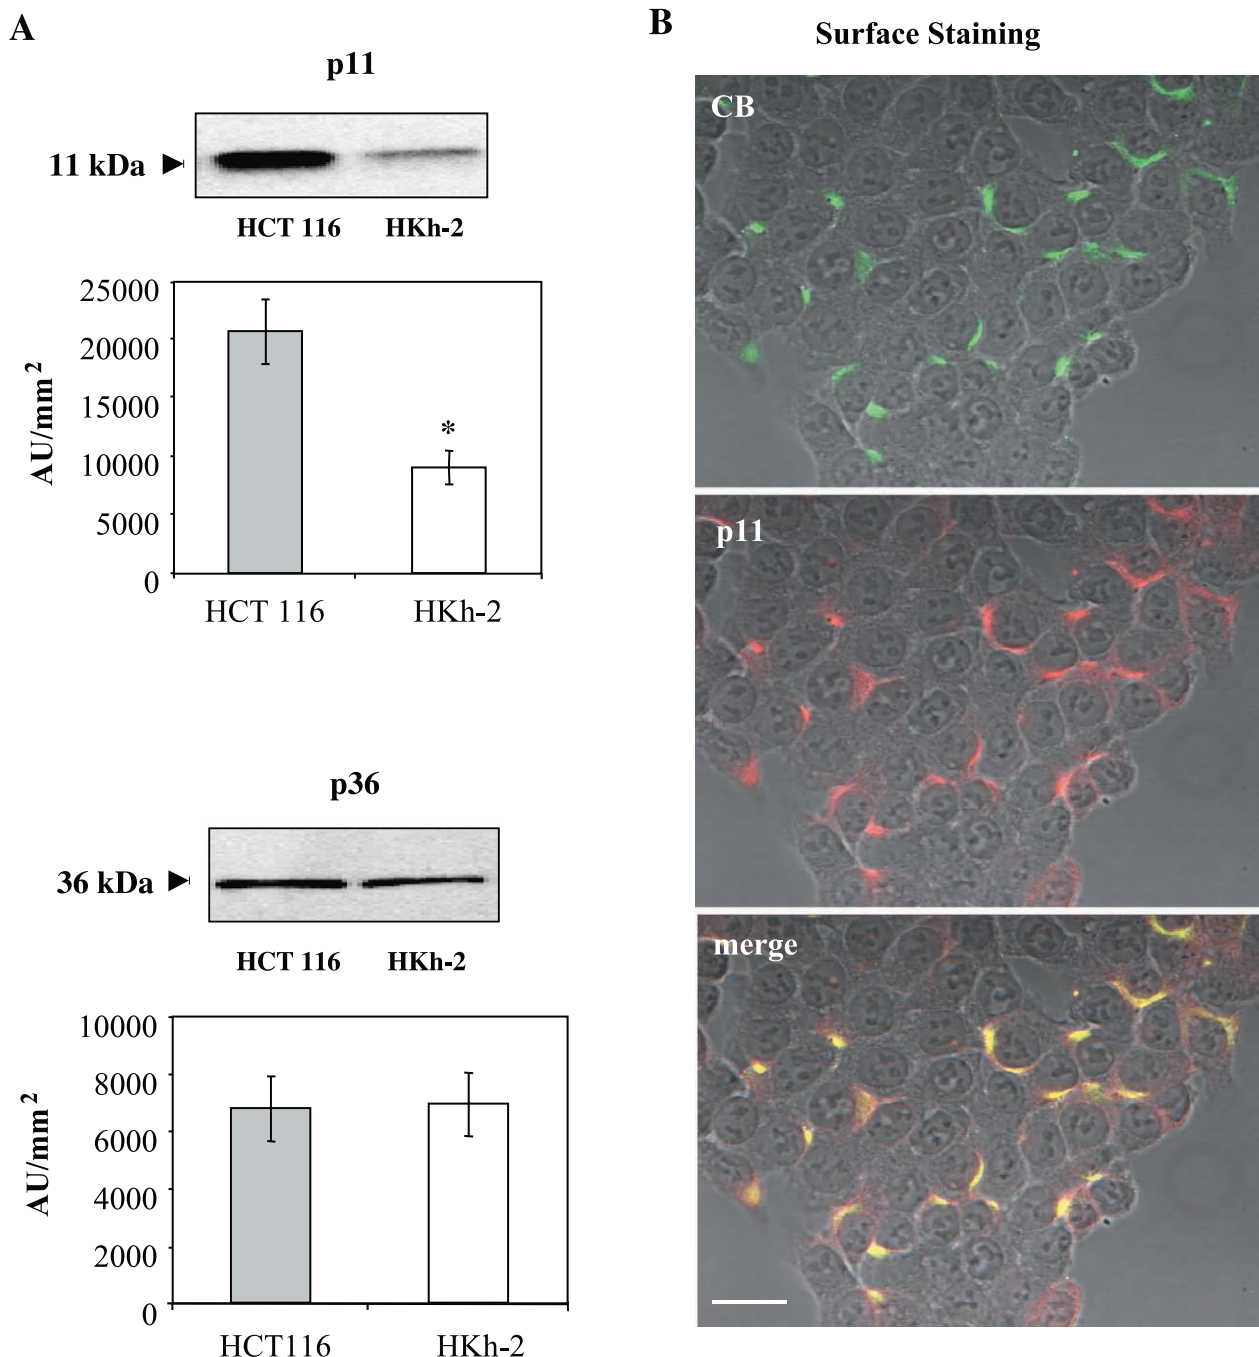 A
p11
11 kDa
HCT 116 HKh-2
25000
20000
15000
10000
5000
0
AU/mm²
*
HCT 116 HKh-2
p36
36 kDa
HCT 116 HKh-2
10000
8000
6000
4000
2000
0
AU/mm²
HCT116 HKh-2
B
Surface Staining
CB
p11
merge